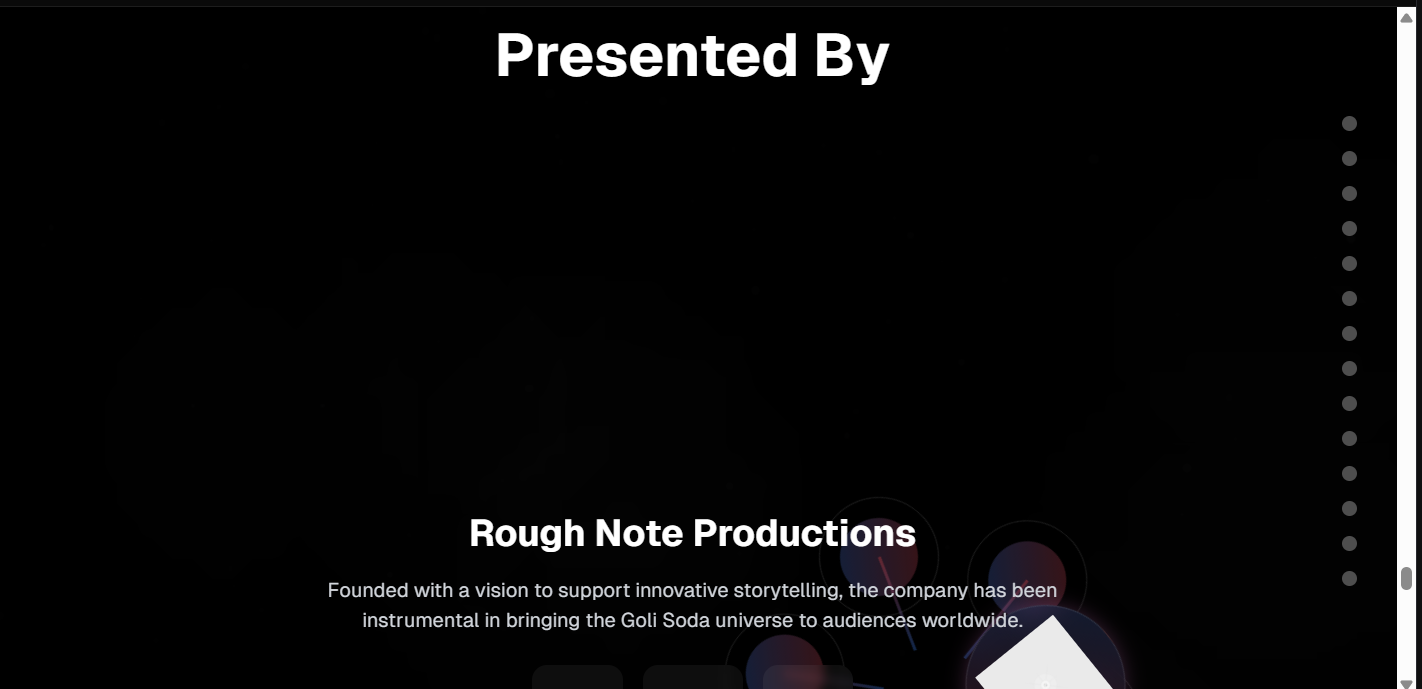 Presented By
Rough Note Productions
Founded with a vision to support innovative storytelling, the company has been
instrumental in bringing the Goli Soda universe to audiences worldwide.